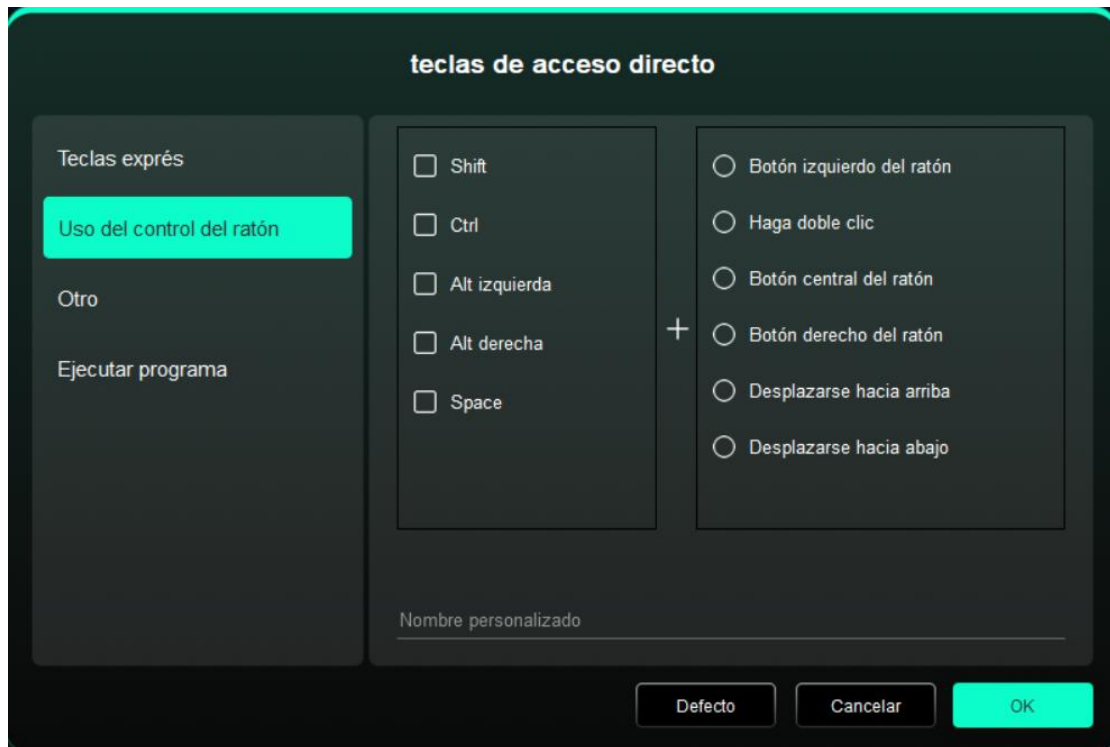 teclas de acceso directo
Teclas exprés
Uso del control del ratón
Otro
Ejecutar programa
Shift
Ctrl
Alt izquierda
Alt derecha
Space
+
Botón izquierdo del ratón
Haga doble clic
Botón central del ratón
Botón derecho del ratón
Desplazarse hacia arriba
Desplazarse hacia abajo
Nombre personalizado
Defecto
Cancelar
OK